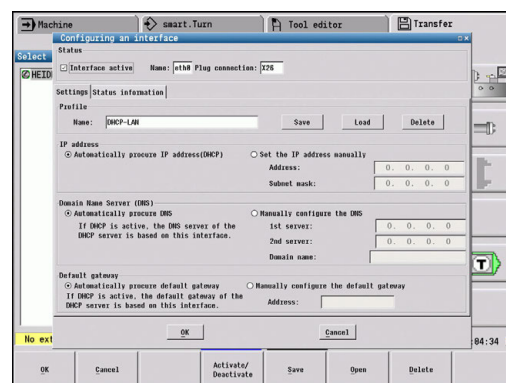 Machine
smart.Turn
Tool editor
Transfer
Configuring an interface
Select
Status
Interface active
Name: eth0 Plug connection: X26
Settings Status information
Profile
Name: DHCP-LAN
Save
Load
Delete
IP address
Automatically procure IP address(DHCP)
Set the IP address manually
Address: 0. 0. 0. 0
Subnet mask: 0. 0. 0. 0
Domain Name Server (DNS)
Automatically procure DNS
Manually configure the DNS
If DHCP is active, the DNS server of the
DHCP server is based on this interface.
1st server: 0. 0. 0. 0
2nd server: 0. 0. 0. 0
Domain name:
Default gateway
Automatically procure default gateway
Manually configure the default gateway
If DHCP is active, the default gateway of the
DHCP server is based on this interface.
Address:
OK
Cancel
No ext
:04:34
T
OK
Cancel
Activate/
Deactivate
Save
Open
Delete